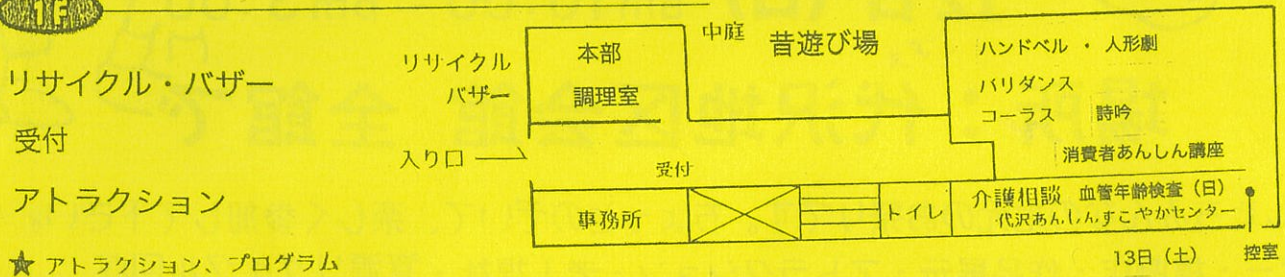 1F
リサイクル・バザー
受付
アトラクション
★ アトラクション、プログラム
リサイクル
バザー
入り口
本部
調理室
中庭
昔遊び場
受付
ハンドベル ・ 人形劇
バリダンス
コーラス 詩吟
消費者あんしん講座
事務所
トイレ
介護相談 血管年齢検査(日)
代沢あんしんすこやかセンター
13日(土)
控室